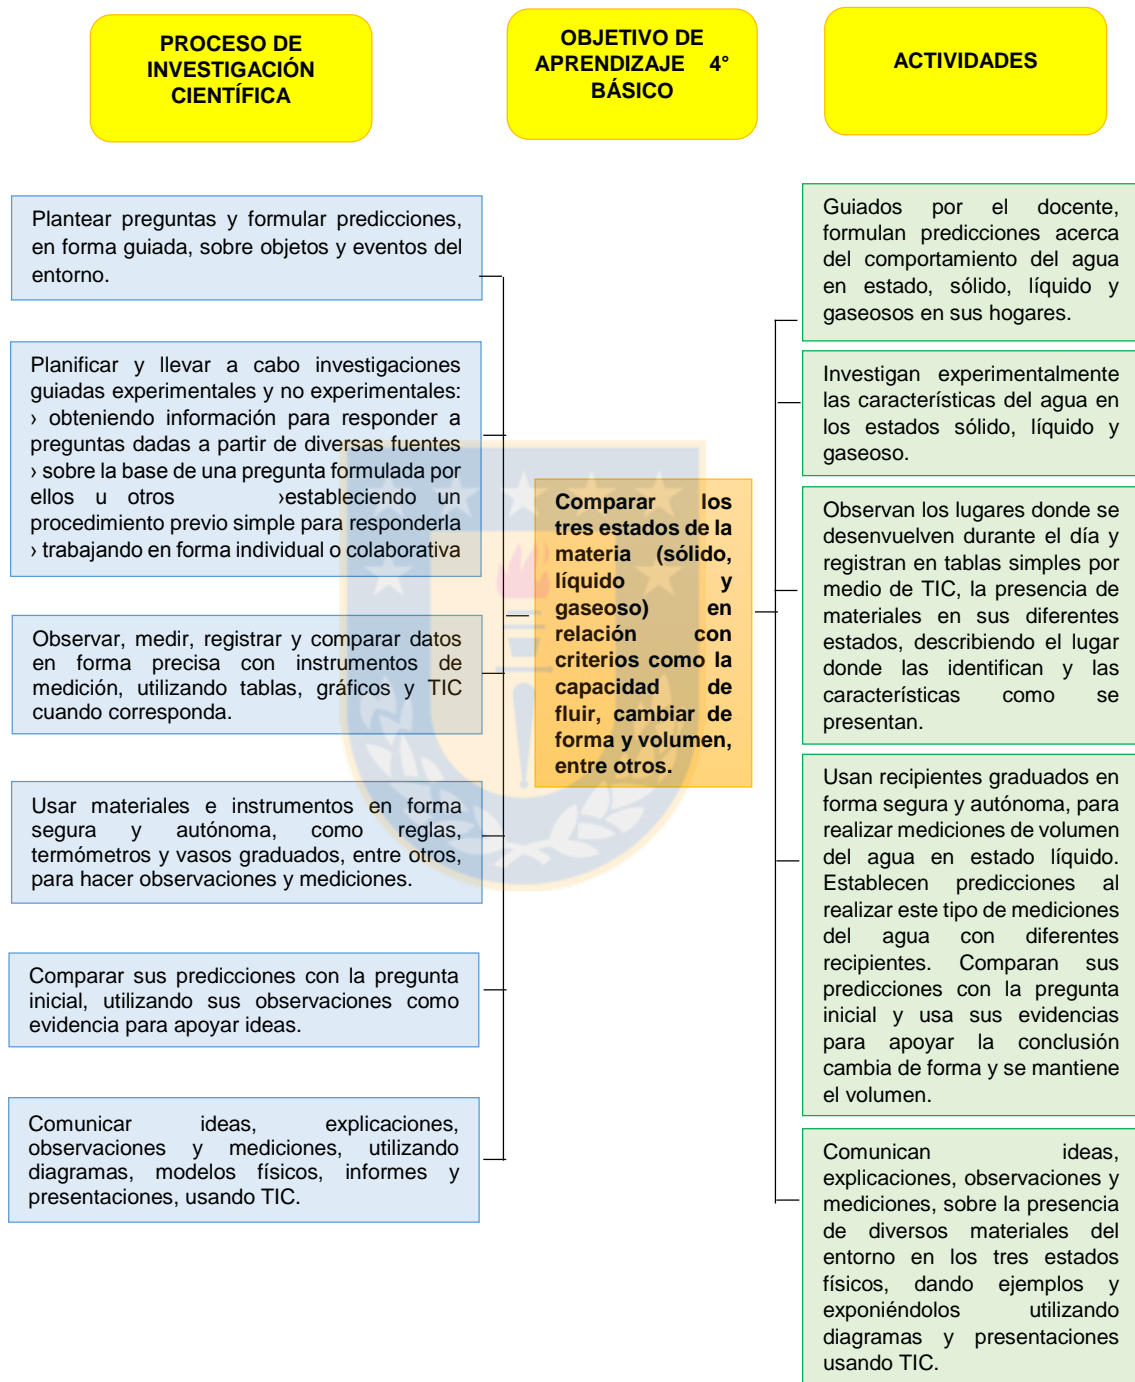 PROCESO DE
INVESTIGACIÓN
CIENTÍFICA
OBJETIVO DE
APRENDIZAJE 4°
BÁSICO
ACTIVIDADES
Plantear preguntas y formular predicciones,
en forma guiada, sobre objetos y eventos del
entorno.
Planificar y llevar a cabo investigaciones
guiadas experimentales y no experimentales:
› obteniendo información para responder a
preguntas dadas a partir de diversas fuentes
› sobre la base de una pregunta formulada por
ellos u otros ›estableciendo un
procedimiento previo simple para responderla
› trabajando en forma individual o colaborativa
Observar, medir, registrar y comparar datos
en forma precisa con instrumentos de
medición, utilizando tablas, gráficos y TIC
cuando corresponda.
Usar materiales e instrumentos en forma
segura y autónoma, como reglas,
termómetros y vasos graduados, entre otros,
para hacer observaciones y mediciones.
Comparar sus predicciones con la pregunta
inicial, utilizando sus observaciones como
evidencia para apoyar ideas.
Comunicar ideas, explicaciones,
observaciones y mediciones, utilizando
diagramas, modelos físicos, informes y
presentaciones, usando TIC.
Comparar los
tres estados de la
materia (sólido,
líquido y
gaseoso) en
relación con
criterios como la
capacidad de
fluir, cambiar de
forma y volumen,
entre otros.
Guiados por el docente,
formulan predicciones acerca
del comportamiento del agua
en estado, sólido, líquido y
gaseosos en sus hogares.
Investigan experimentalmente
las características del agua en
los estados sólido, líquido y
gaseoso.
Observan los lugares donde se
desenvuelven durante el día y
registran en tablas simples por
medio de TIC, la presencia de
materiales en sus diferentes
estados, describiendo el lugar
donde las identifican y las
características como se
presentan.
Usan recipientes graduados en
forma segura y autónoma, para
realizar mediciones de volumen
del agua en estado líquido.
Establecen predicciones al
realizar este tipo de mediciones
del agua con diferentes
recipientes. Comparan sus
predicciones con la pregunta
inicial y usa sus evidencias
para apoyar la conclusión
cambia de forma y se mantiene
el volumen.
Comunican ideas,
explicaciones, observaciones y
mediciones, sobre la presencia
de diversos materiales del
entorno en los tres estados
físicos, dando ejemplos y
exponiéndolos utilizando
diagramas y presentaciones
usando TIC.